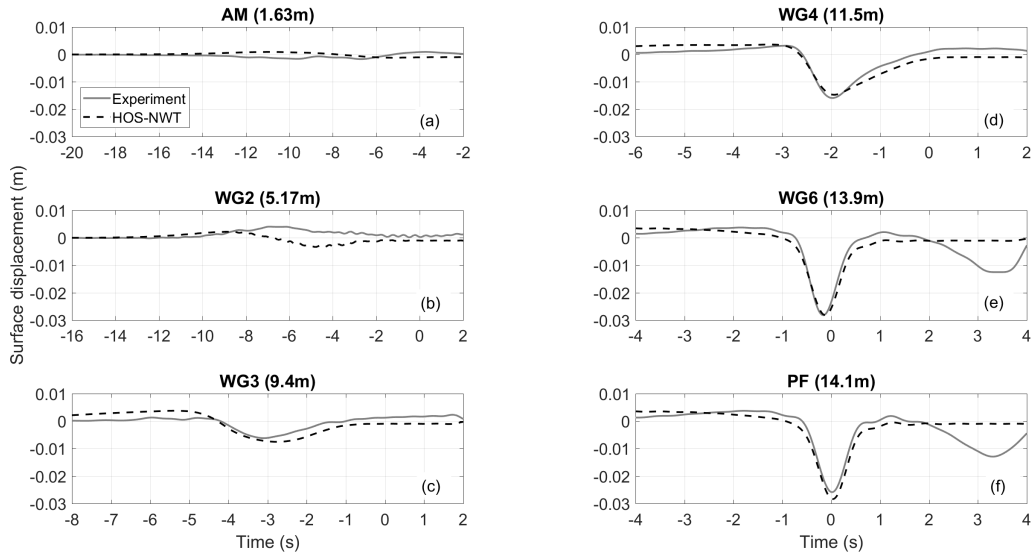 AM (1.63m)
0.01
0
-0.01
-0.02
-0.03
Experiment
HOS-NWT
(a)
-20 -18 -16 -14 -12 -10 -8 -6 -4 -2
WG2 (5.17m)
0.01
0
-0.01
-0.02
-0.03
(b)
-16 -14 -12 -10 -8 -6 -4 -2 0 2
WG3 (9.4m)
0.01
0
-0.01
-0.02
-0.03
(c)
-8 -7 -6 -5 -4 -3 -2 -1 0 1 2
Time (s)
Surface displacement (m)
WG4 (11.5m)
0.01
0
-0.01
-0.02
-0.03
(d)
-6 -5 -4 -3 -2 -1 0 1 2
WG6 (13.9m)
0.01
0
-0.01
-0.02
-0.03
(e)
-4 -3 -2 -1 0 1 2 3 4
PF (14.1m)
0.01
0
-0.01
-0.02
-0.03
(f)
-4 -3 -2 -1 0 1 2 3 4
Time (s)